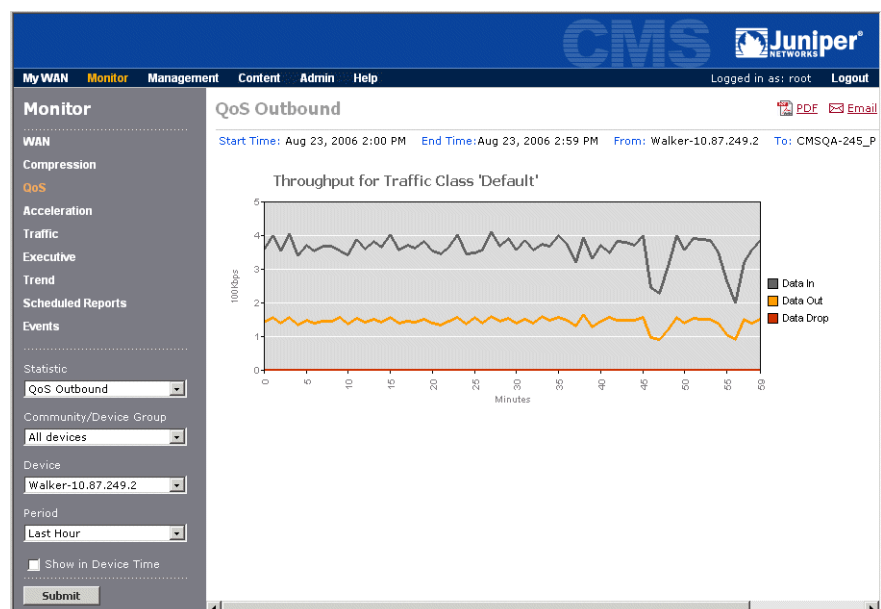 CMS
Juniper®
NETWORKS
My WAN Monitor Management Content Admin Help
Logged in as: root Logout
Monitor
WAN
Compression
QoS
Acceleration
Traffic
Executive
Trend
Scheduled Reports
Events
Statistic
QoS Outbound
Community/Device Group
All devices
Device
Walker-10.87.249.2
Period
Last Hour
Show in Device Time
Submit
QoS Outbound
PDF Email
Start Time: Aug 23, 2006 2:00 PM End Time:Aug 23, 2006 2:59 PM From: Walker-10.87.249.2 To: CMSQA-245_P
Throughput for Traffic Class 'Default'
100Kbps
5
4
3
2
1
0
0 5 10 15 20 25 30 35 40 45 50 55 59
Minutes
Data In
Data Out
Data Drop